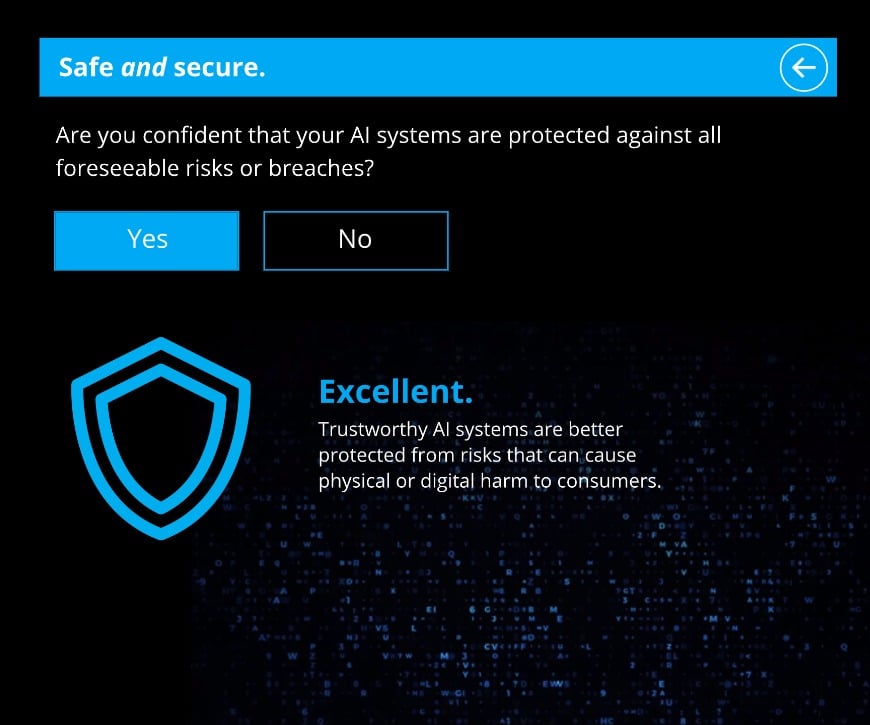 Safe and secure.
Are you confident that your AI systems are protected against all
foreseeable risks or breaches?
Yes
No
Excellent.
Trustworthy AI systems are better
protected from risks that can cause
physical or digital harm to consumers.